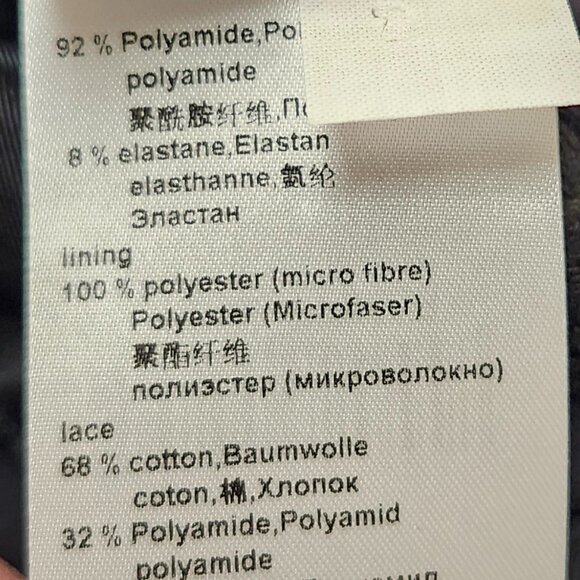 92 % Polyamide,Pol
polyamide
聚酰胺纤维,П
8 % elastane,Elastan
elasthanne,氨纶
Эластан
lining
100 % polyester (micro fibre)
Polyester (Microfaser)
聚酯纤维
полиэстер (микроволокно)
lace
68 % cotton,Baumwolle
coton,棉,Хлопок
32 % Polyamide,Polyamid
polyamide